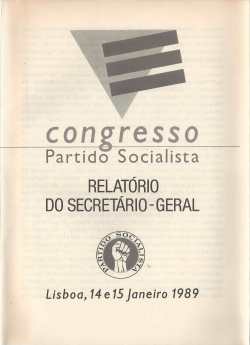 congresso
Partido Socialista
RELATÓRIO
DO SECRETÁRIO-GERAL
PARTIDO SOCIALISTA
Lisboa, 14 e 15 Janeiro 1989